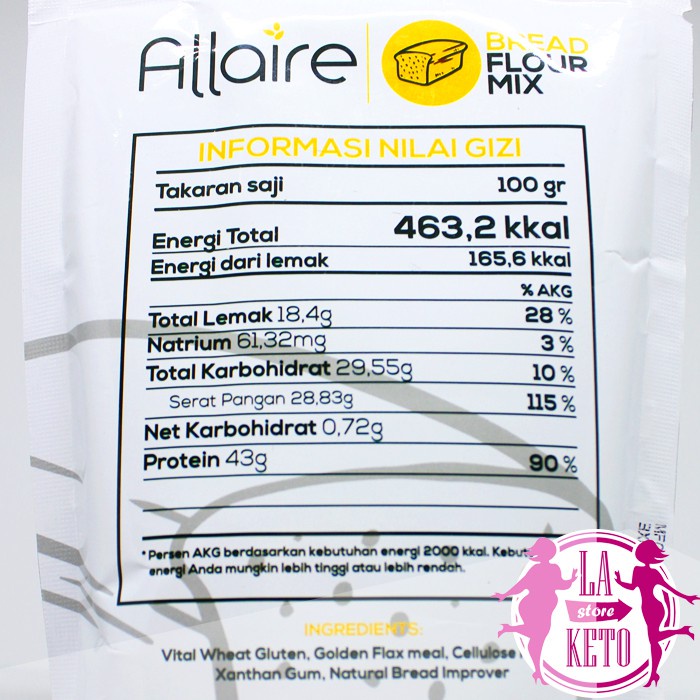 Allaire
BREAD
FLOUR
MIX
INFORMASI NILAI GIZI
Takaran saji 100 gr
Energi Total 463,2 kkal
Energi dari lemak 165,6 kkal
% AKG
Total Lemak 18,4g 28 %
Natrium 61,32mg 3 %
Total Karbohidrat 29,55g 10 %
Serat Pangan 28,83g 115 %
Net Karbohidrat 0,72g
Protein 43g 90 %
*Persen AKG berdasarkan kebutuhan energi 2000 kkal.
energi Anda mungkin lebih tinggi atau lebih rendah.
INGREDIENTS:
Vital Wheat Gluten, Golden Flax meal, Cellulose
Xanthan Gum, Natural Bread Improver
LA
store
KETO